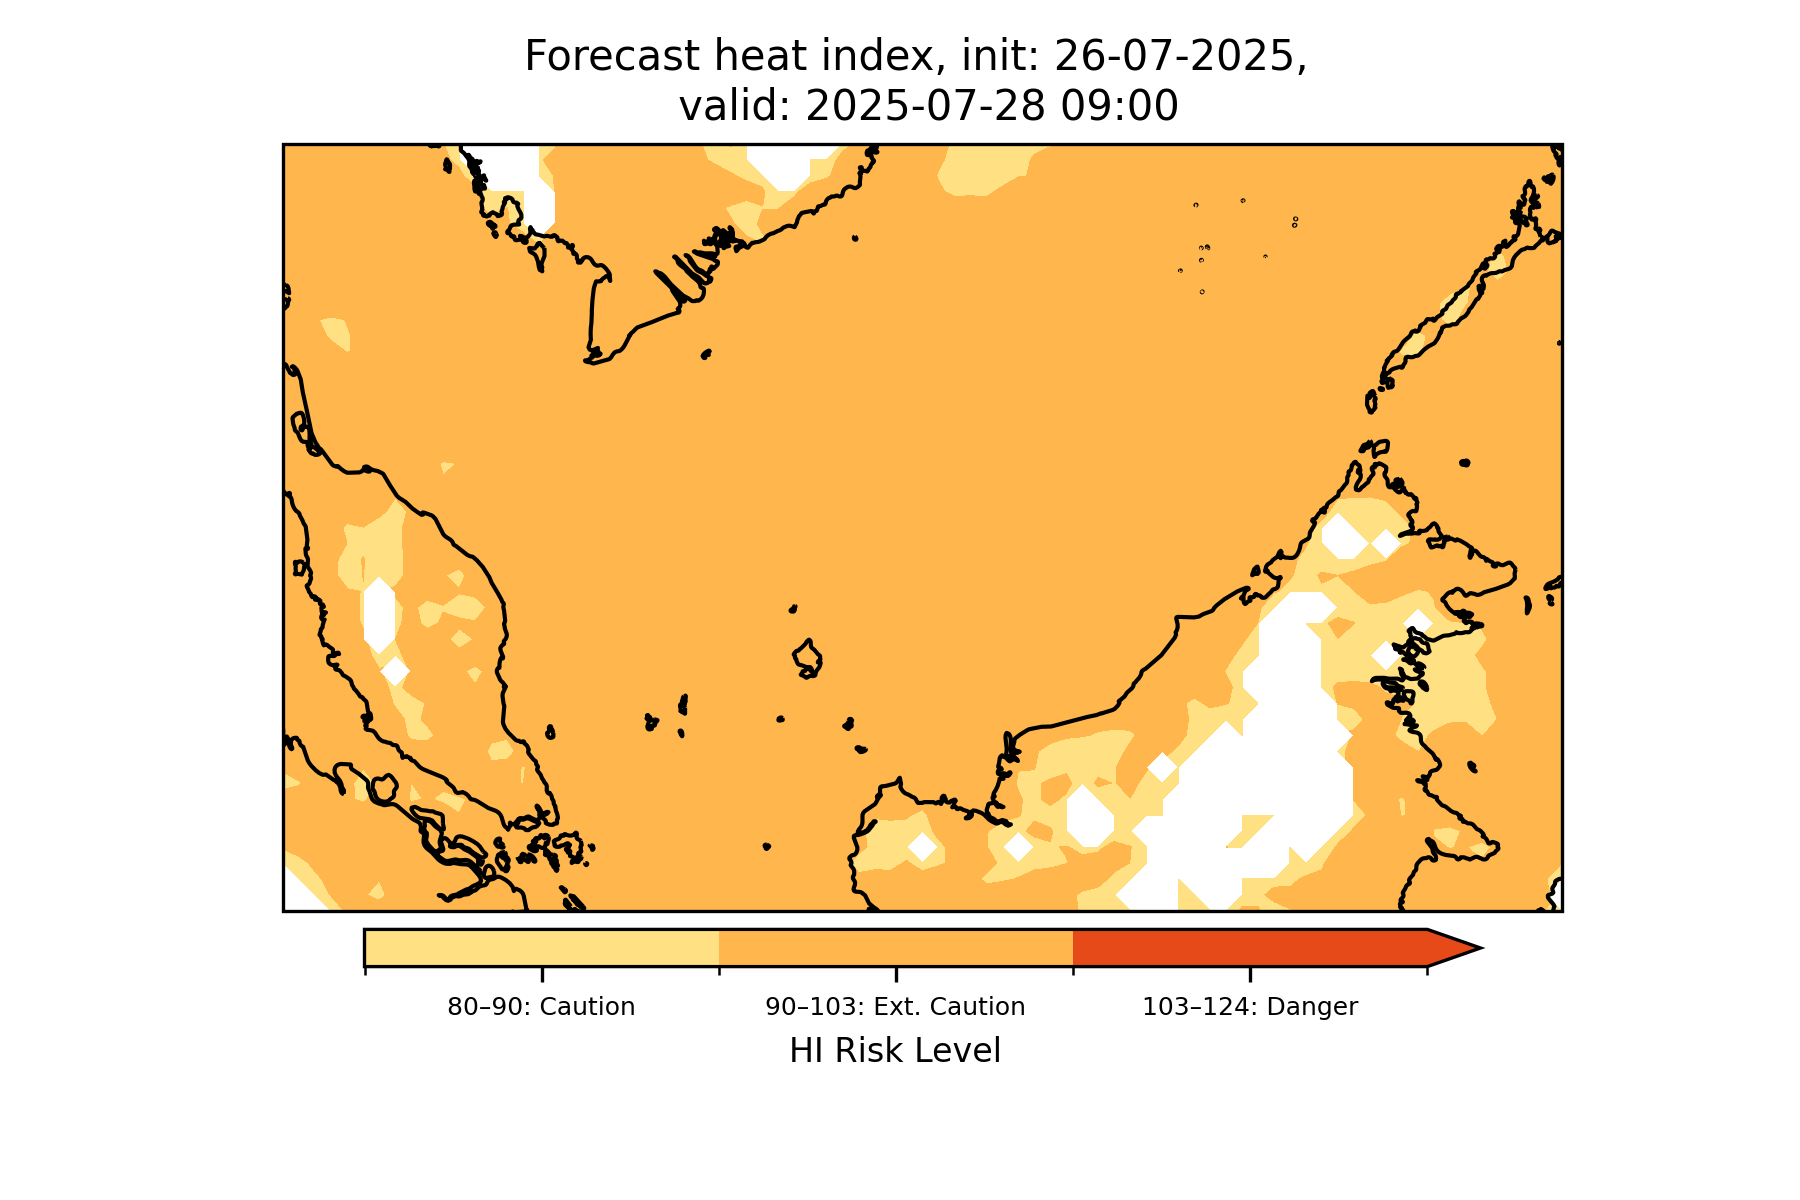 Forecast heat index, init: 26-07-2025,
valid: 2025-07-28 09:00
80–90: Caution
90–103: Ext. Caution
103–124: Danger
HI Risk Level